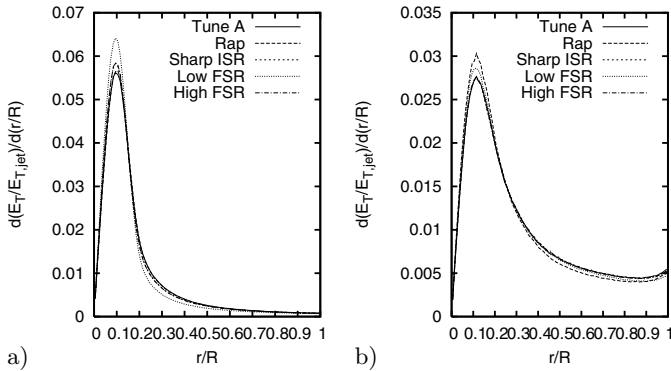 0.07
0.06
0.05
0.04
0.03
0.02
0.01
0
d(E_T/E_T,jet)/d(r/R)
Tune A
Rap
Sharp ISR
Low FSR
High FSR
0 0.10.20.30.40.50.60.70.80.9 1
r/R
a)
0.035
0.03
0.025
0.02
0.015
0.01
0.005
0
d(E_T/E_T,jet)/d(r/R)
Tune A
Rap
Sharp ISR
Low FSR
High FSR
0 0.10.20.30.40.50.60.70.80.9 1
r/R
b)